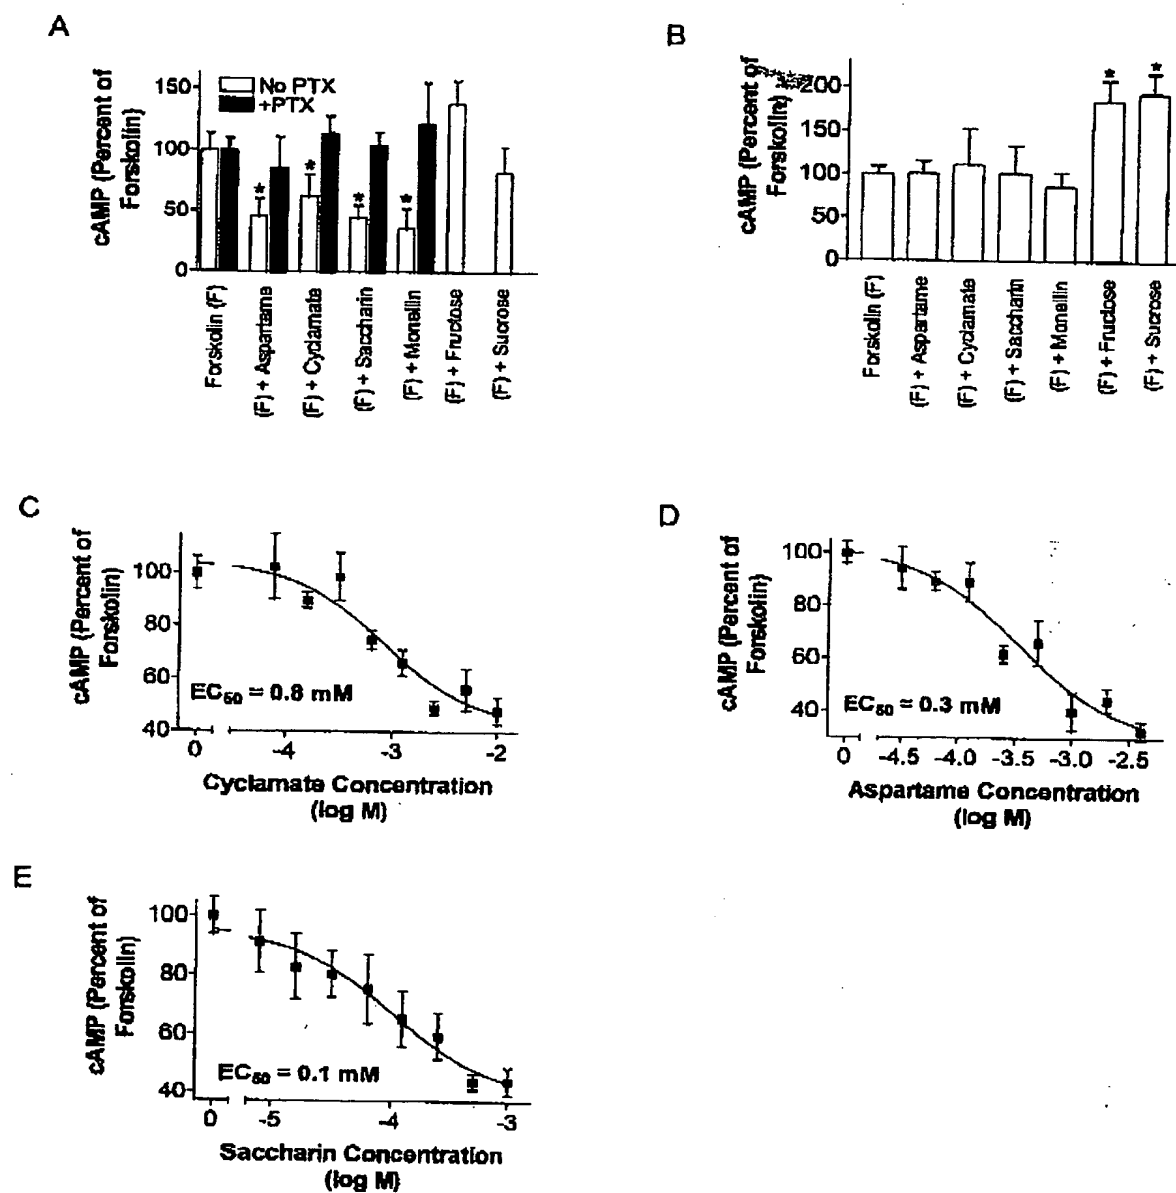 A
cAMP (Percent of
Forskolin)
150
100
50
0
No PTX
+PTX
*
*
*
*
Forskolin (F)
(F) + Aspartame
(F) + Cyclamate
(F) + Saccharin
(F) + Monellin
(F) + Fructose
(F) + Sucrose
B
cAMP (Percent of
Forskolin)
200
150
100
50
0
*
*
Forskolin (F)
(F) + Aspartame
(F) + Cyclamate
(F) + Saccharin
(F) + Monellin
(F) + Fructose
(F) + Sucrose
C
cAMP (Percent of
Forskolin)
100
80
60
40
EC50 = 0.8 mM
0 -4 -3 -2
Cyclamate Concentration
(log M)
D
cAMP (Percent of
Forskolin)
100
80
60
40
EC50 = 0.3 mM
0 -4.5 -4.0 -3.5 -3.0 -2.5
Aspartame Concentration
(log M)
E
cAMP (Percent of
Forskolin)
100
80
60
40
EC50 = 0.1 mM
0 -5 -4 -3
Saccharin Concentration
(log M)